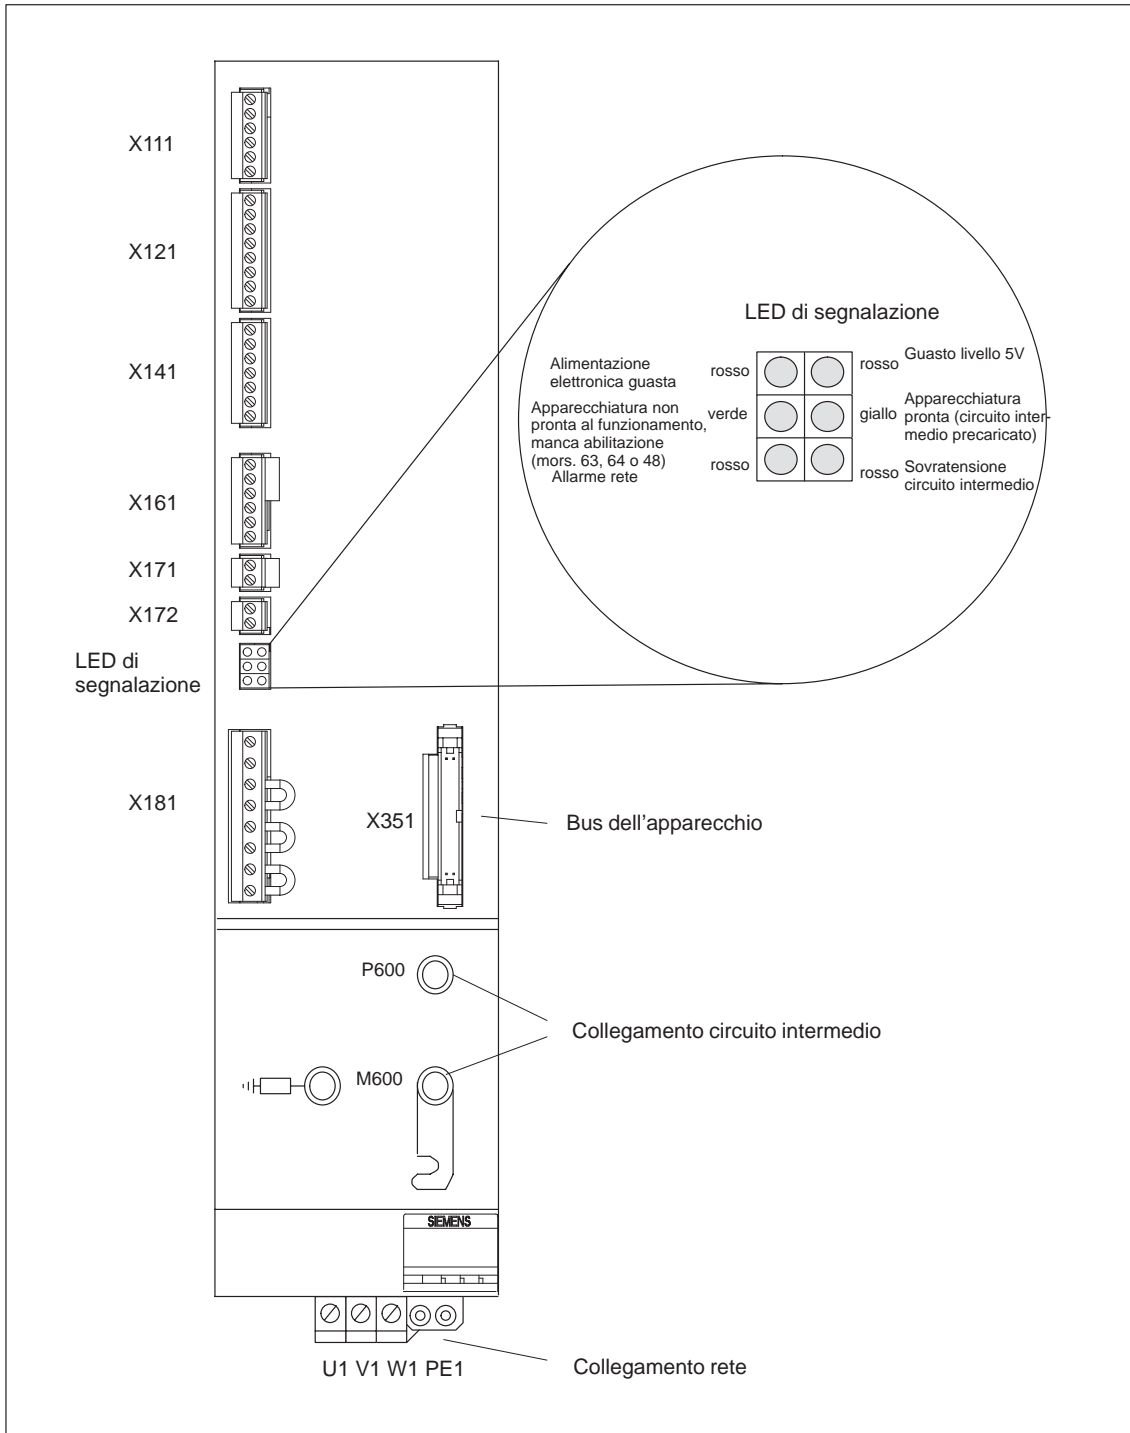 X111
X121
X141
X161
X171
X172
LED di
segnalazione
X181
LED di segnalazione
Alimentazione
elettronica guasta
rosso
rosso
Guasto livello 5V
Apparecchiatura non
pronta al funzionamento,
manca abilitazione
(mors. 63, 64 o 48)
verde
giallo
Apparecchiatura
pronta (circuito inter-
medio precaricato)
Allarme rete
rosso
rosso
Sovratensione
circuito intermedio
X351
Bus dell'apparecchio
P600
Collegamento circuito intermedio
M600
SIEMENS
U1 V1 W1 PE1
Collegamento rete